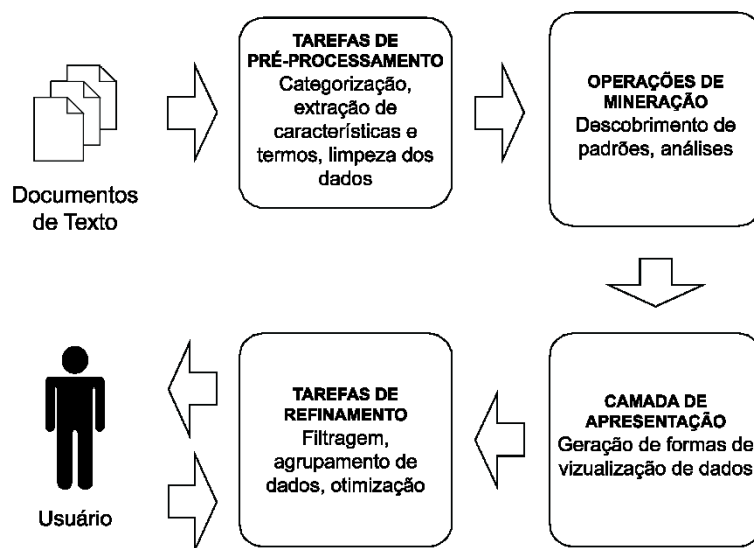 Documentos
de Texto
TAREFAS DE
PRÉ-PROCESSAMENTO
Categorização,
extração de
características e
termos, limpeza dos
dados
OPERAÇÕES DE
MINERAÇÃO
Descobrimento de
padrões, análises
CAMADA DE
APRESENTAÇÃO
Geração de formas de
vizualização de dados
TAREFAS DE
REFINAMENTO
Filtragem,
agrupamento de
dados, otimização
Usuário